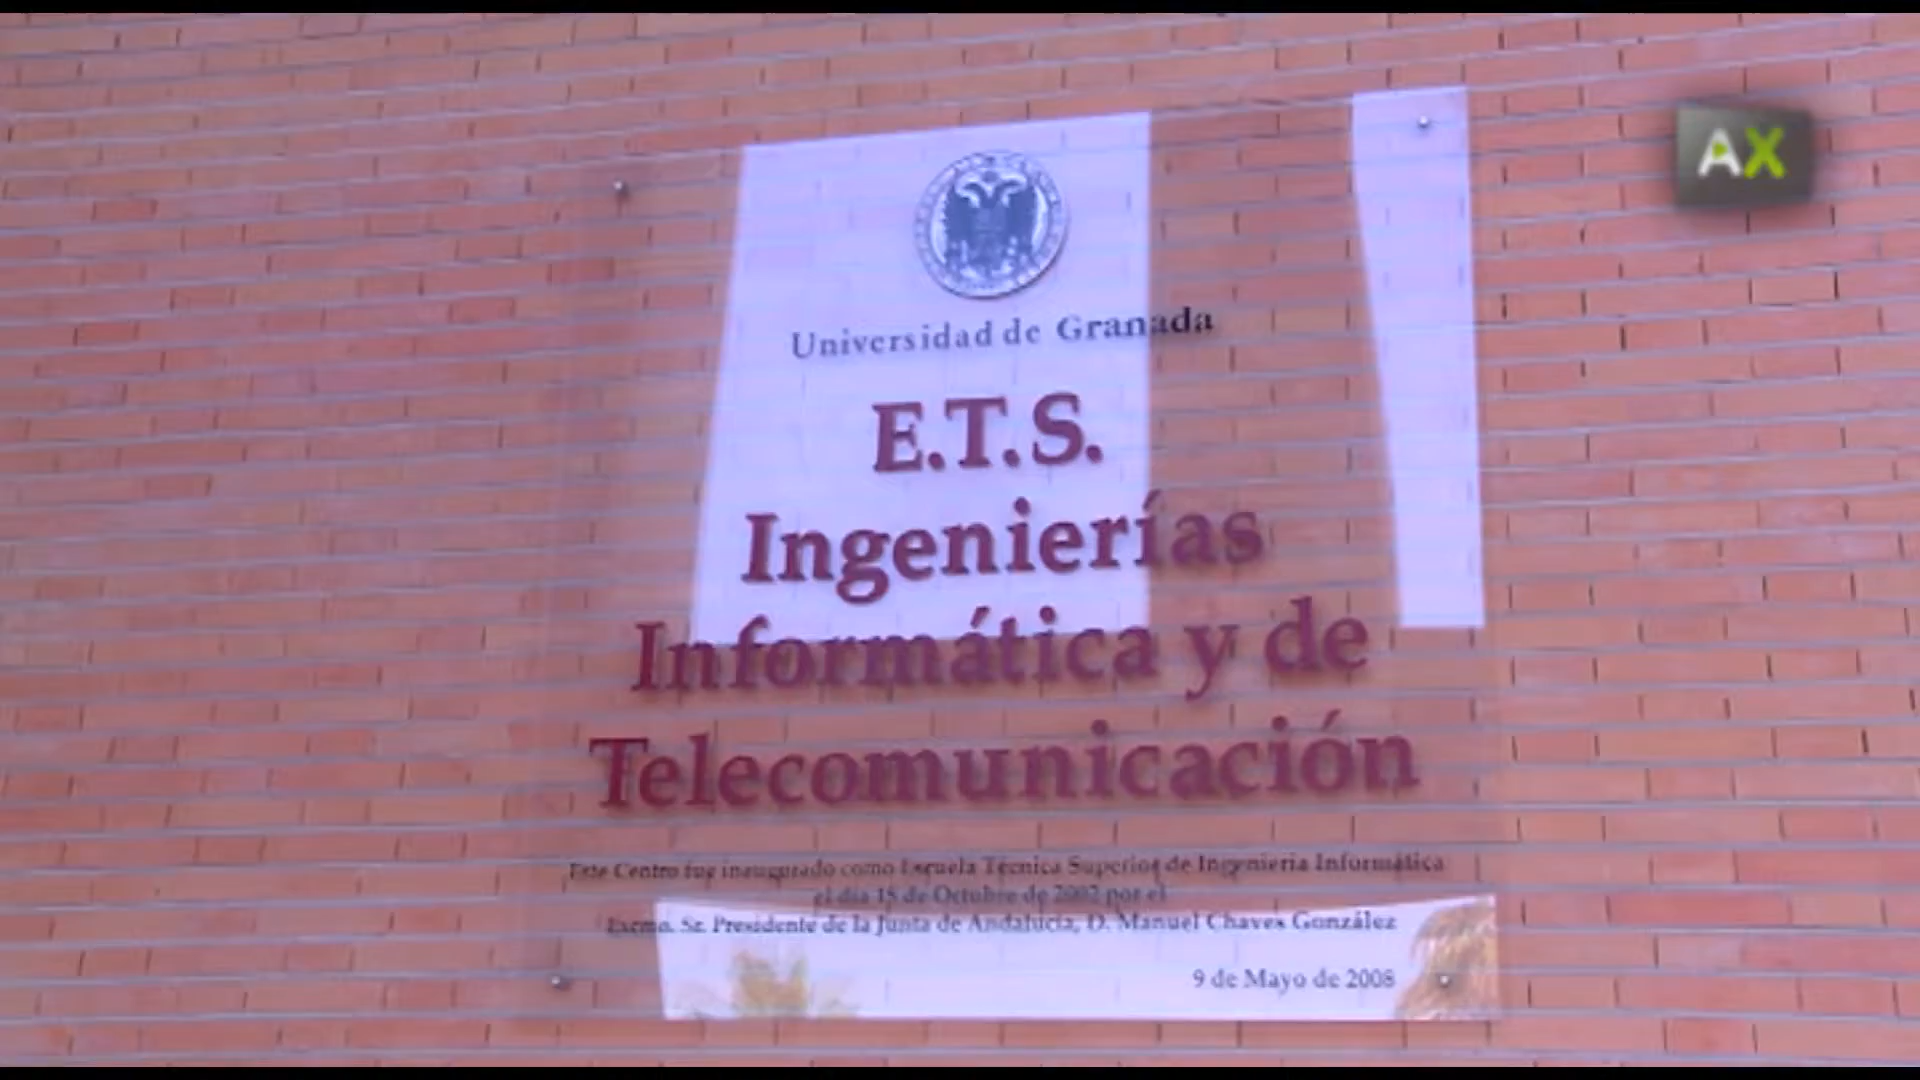 AX
Universidad de Granada
E.T.S.
Ingenierías
Informática y de
Telecomunicación
Este Centro fue inaugurado como Escuela Técnica Superior de Ingenieria Informática
el día 15 de Octubre de 2002 por el
Excmo. Sr. Presidente de la Junta de Andalucía, D. Manuel Chaves González
9 de Mayo de 2008